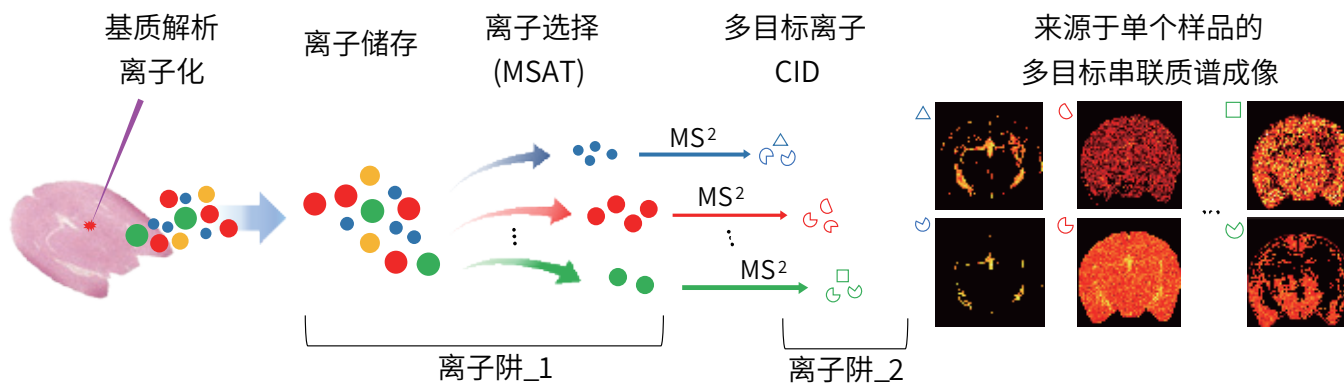 基质解析
离子化
离子储存
离子选择
(MSAT)
多目标离子
CID
来源于单个样品的
多目标串联质谱成像
MS²
MS²
MS²
离子阱_1
离子阱_2